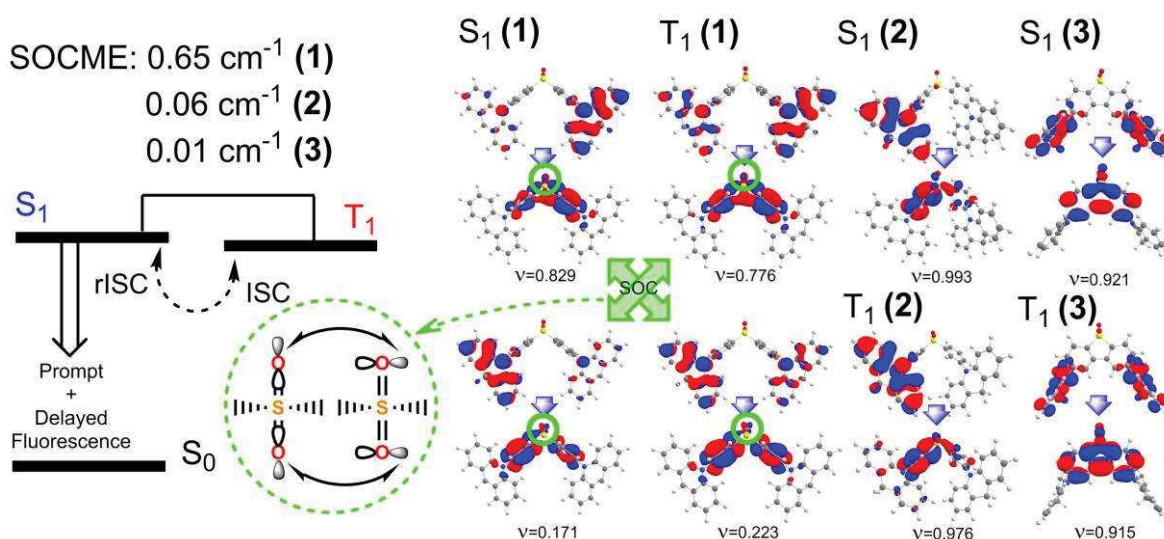 SOCME: 0.65 cm⁻¹ (1)
0.06 cm⁻¹ (2)
0.01 cm⁻¹ (3)
S₁
T₁
rISC
ISC
Prompt
+
Delayed
Fluorescence
S₀
O
S
O
O
S
O
S₁ (1)
T₁ (1)
S₁ (2)
S₁ (3)
ν=0.829
ν=0.776
ν=0.993
ν=0.921
SOC
T₁ (2)
T₁ (3)
ν=0.171
ν=0.223
ν=0.976
ν=0.915